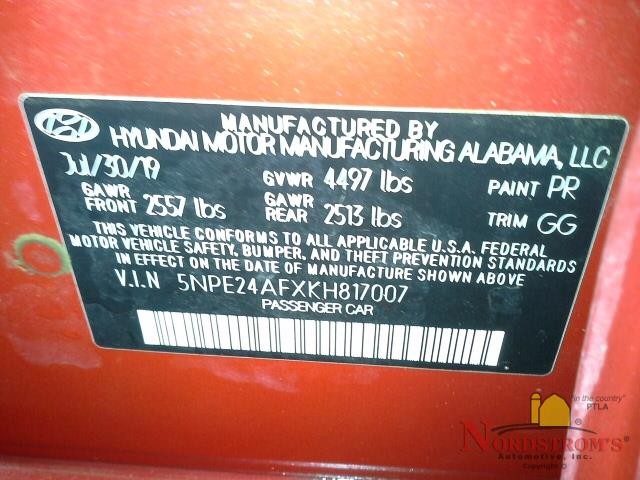 MANUFACTURED BY
HYUNDAI MOTOR MANUFACTURING ALABAMA, LLC
JUl/30/19 GVWR 4497 lbs PAINT PR
GAWR FRONT 2557 lbs GAWR REAR 2513 lbs TRIM GG
THIS VEHICLE CONFORMS TO ALL APPLICABLE U.S.A. FEDERAL
MOTOR VEHICLE SAFETY, BUMPER, AND THEFT PREVENTION STANDARDS
IN EFFECT ON THE DATE OF MANUFACTURE SHOWN ABOVE
V.I.N 5NPE24AFXKH817007
PASSENGER CAR
"in the country"
PTLA
NORDSTROM'S
Automotive, Inc.
Copyright ©